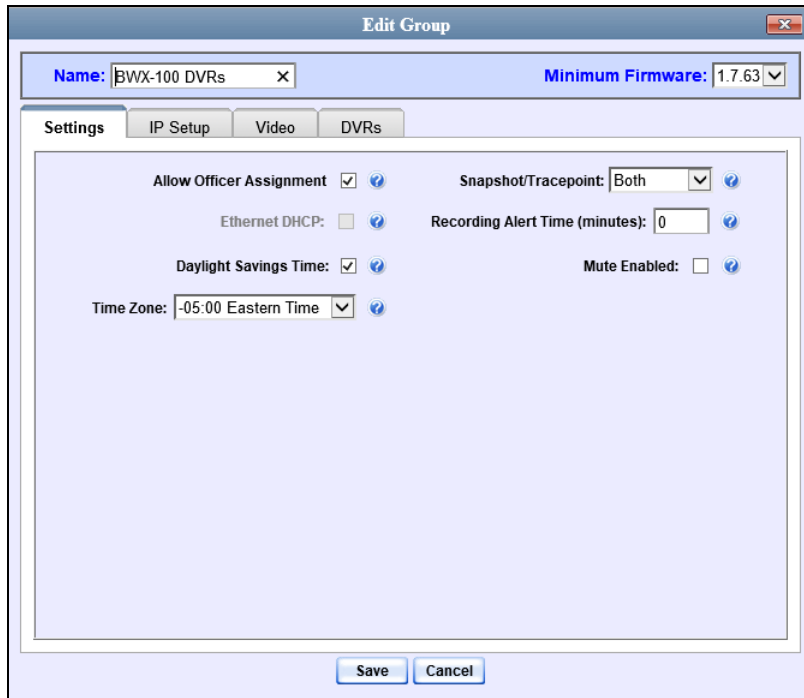 Edit Group
Name: BWX-100 DVRs
Minimum Firmware: 1.7.63
Settings
IP Setup
Video
DVRs
Allow Officer Assignment
Snapshot/Tracepoint: Both
Ethernet DHCP:
Recording Alert Time (minutes): 0
Daylight Savings Time:
Mute Enabled:
Time Zone: -05:00 Eastern Time
Save
Cancel